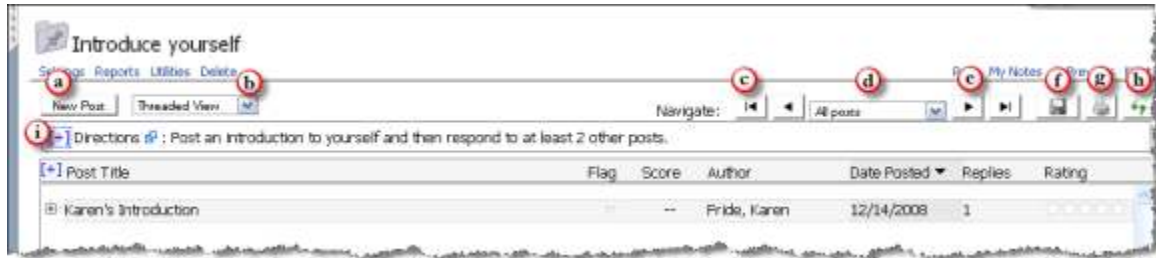 Introduce yourself
Settings Reports Utilities Delete My Notes
a b c d e f g h
New Post Threaded View Navigate: All posts
i
[+] Directions : Post an introduction to yourself and then respond to at least 2 other posts.
[+] Post Title Flag Score Author Date Posted Replies Rating
Karen's Introduction -- Pride, Karen 12/14/2008 1